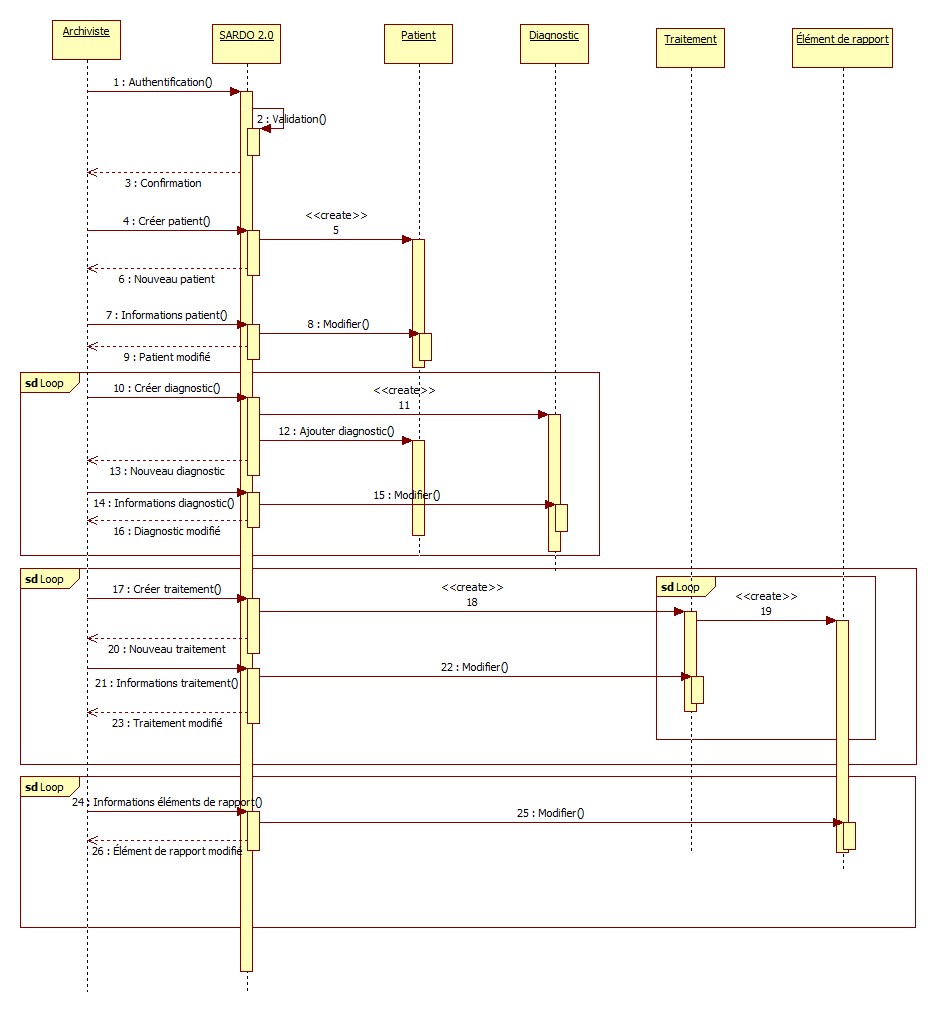 Archiviste
SARDO 2.0
Patient
Diagnostic
Traitement
Élément de rapport
1 : Authentification()
2 : Validation()
3 : Confirmation
4 : Créer patient()
<<create>>
5
6 : Nouveau patient
7 : Informations patient()
8 : Modifier()
9 : Patient modifié
sd Loop
10 : Créer diagnostic()
<<create>>
11
12 : Ajouter diagnostic()
13 : Nouveau diagnostic
14 : Informations diagnostic()
15 : Modifier()
16 : Diagnostic modifié
sd Loop
17 : Créer traitement()
<<create>>
18
sd Loop
<<create>>
19
20 : Nouveau traitement
21 : Informations traitement()
22 : Modifier()
23 : Traitement modifié
sd Loop
24 : Informations éléments de rapport()
25 : Modifier()
26 : Élément de rapport modifié